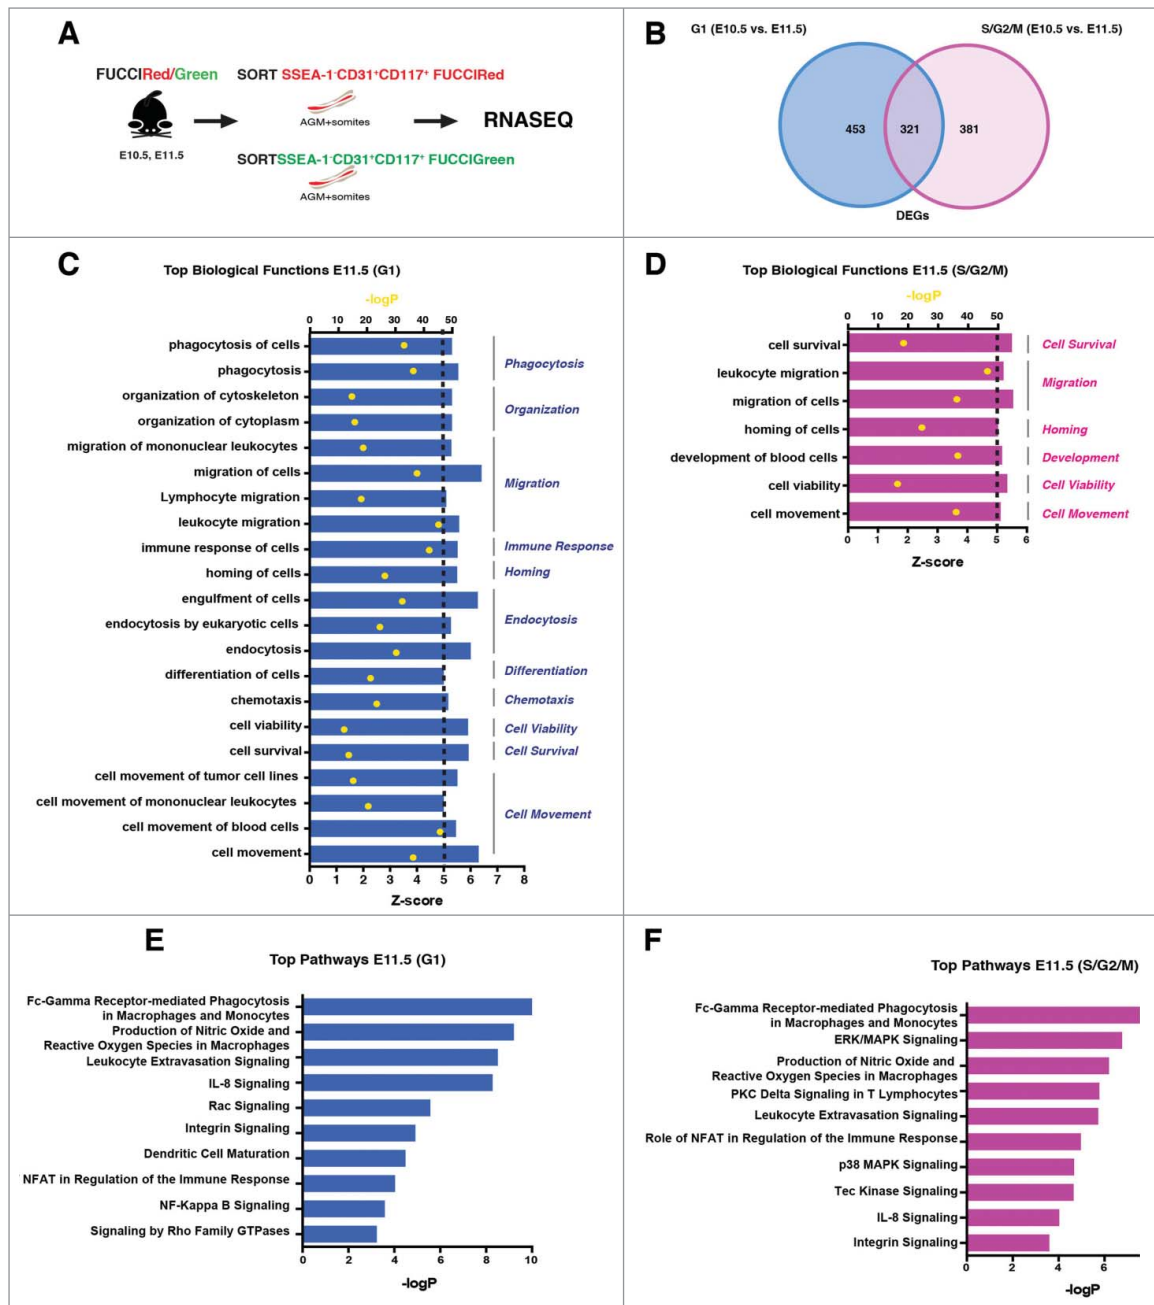 A
FUCCIRed/Green
SORT SSEA-1-CD31+CD117+ FUCCIRed
AGM+somites
RNASEQ
E10.5, E11.5
SORTSSEA-1-CD31+CD117+ FUCCIGreen
AGM+somites
B
G1 (E10.5 vs. E11.5)
S/G2/M (E10.5 vs. E11.5)
453
321
381
DEGs
C
Top Biological Functions E11.5 (G1)
-logP
0 10 20 30 40 50
phagocytosis of cells
phagocytosis
Phagocytosis
organization of cytoskeleton
organization of cytoplasm
Organization
migration of mononuclear leukocytes
migration of cells
Lymphocyte migration
leukocyte migration
Migration
immune response of cells
Immune Response
homing of cells
Homing
engulfment of cells
endocytosis by eukaryotic cells
endocytosis
Endocytosis
differentiation of cells
Differentiation
chemotaxis
Chemotaxis
cell viability
Cell Viability
cell survival
Cell Survival
cell movement of tumor cell lines
cell movement of mononuclear leukocytes
cell movement of blood cells
cell movement
Cell Movement
0 1 2 3 4 5 6 7 8
Z-score
D
Top Biological Functions E11.5 (S/G2/M)
-logP
0 10 20 30 40 50
cell survival
Cell Survival
leukocyte migration
migration of cells
Migration
homing of cells
Homing
development of blood cells
Development
cell viability
Cell Viability
cell movement
Cell Movement
0 1 2 3 4 5 6
Z-score
E
Top Pathways E11.5 (G1)
Fc-Gamma Receptor-mediated Phagocytosis
in Macrophages and Monocytes
Production of Nitric Oxide and
Reactive Oxygen Species in Macrophages
Leukocyte Extravasation Signaling
IL-8 Signaling
Rac Signaling
Integrin Signaling
Dendritic Cell Maturation
NFAT in Regulation of the Immune Response
NF-Kappa B Signaling
Signaling by Rho Family GTPases
0 2 4 6 8 10
-logP
F
Top Pathways E11.5 (S/G2/M)
Fc-Gamma Receptor-mediated Phagocytosis
in Macrophages and Monocytes
ERK/MAPK Signaling
Production of Nitric Oxide and
Reactive Oxygen Species in Macrophages
PKC Delta Signaling in T Lymphocytes
Leukocyte Extravasation Signaling
Role of NFAT in Regulation of the Immune Response
p38 MAPK Signaling
Tec Kinase Signaling
IL-8 Signaling
Integrin Signaling
0 2 4 6
-logP